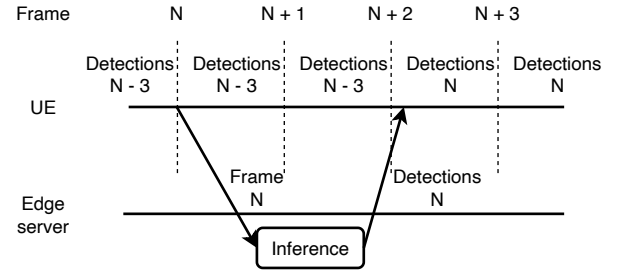 Frame N N + 1 N + 2 N + 3
Detections Detections Detections Detections Detections
N - 3 N - 3 N - 3 N N
UE
Frame Detections
N N
Edge
server
Inference